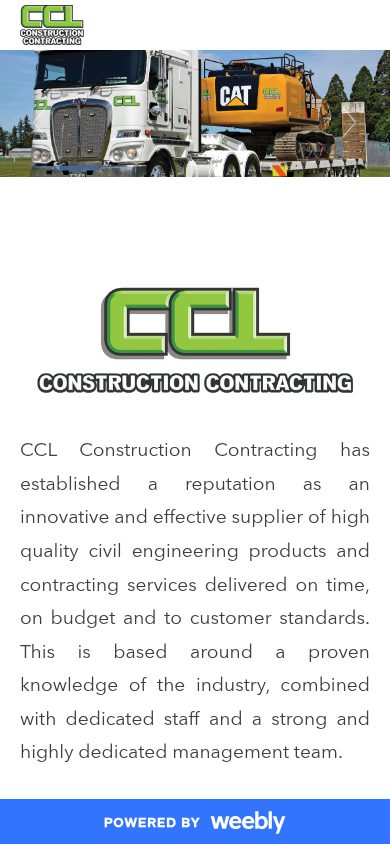 CCL
CONSTRUCTION
CONTRACTING
CCL
CCL
CAT
CCL
CONSTRUCTION CONTRACTING
CCL Construction Contracting has
established a reputation as an
innovative and effective supplier of high
quality civil engineering products and
contracting services delivered on time,
on budget and to customer standards.
This is based around a proven
knowledge of the industry, combined
with dedicated staff and a strong and
highly dedicated management team.
POWERED BY weebly